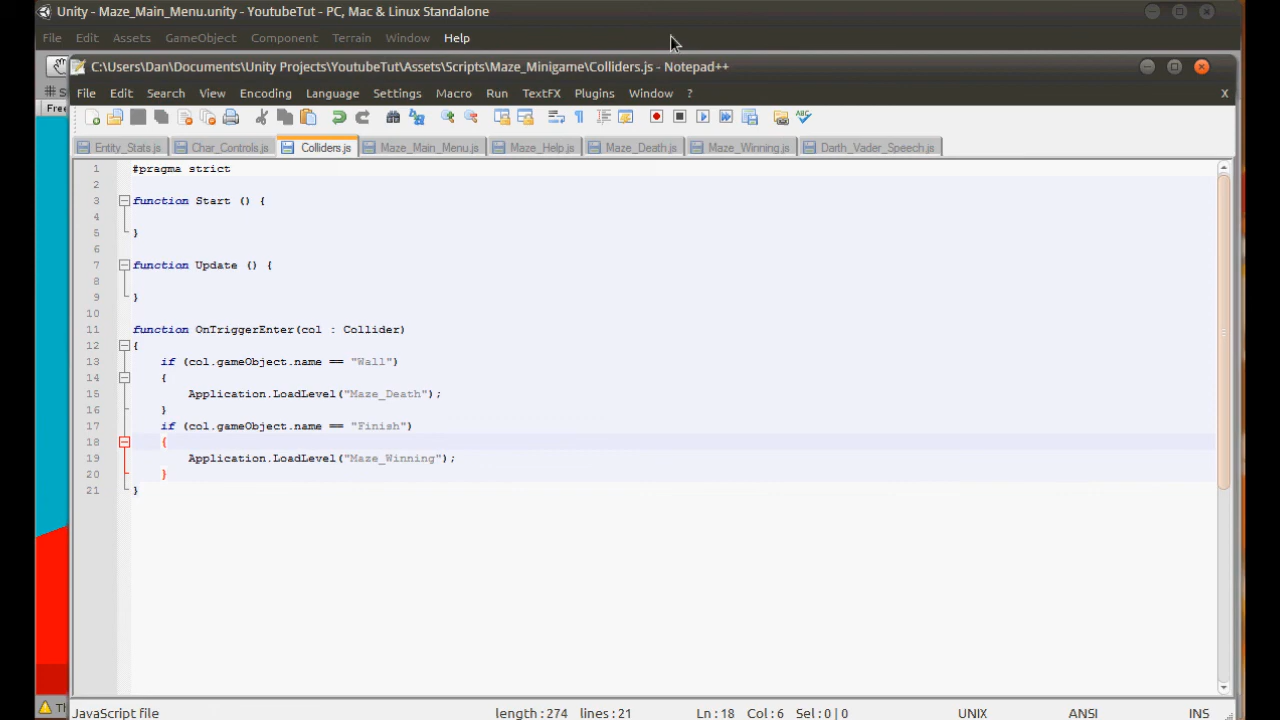 Unity - Maze_Main_Menu.unity - YoutubeTut - PC, Mac & Linux Standalone
File Edit Assets GameObject Component Terrain Window Help
C:\Users\Dan\Documents\Unity Projects\YoutubeTut\Assets\Scripts\Maze_Minigame\Colliders.js - Notepad++
File Edit Search View Encoding Language Settings Macro Run TextFX Plugins Window ? X
Free
Entity_Stats.js Char_Controls.js Colliders.js Maze_Main_Menu.js Maze_Help.js Maze_Death.js Maze_Winning.js Darth_Vader_Speech.js
1 #pragma strict
2
3 function Start () {
4
5 }
6
7 function Update () {
8
9 }
10
11 function OnTriggerEnter(col : Collider)
12 {
13 if (col.gameObject.name == "Wall")
14 {
15 Application.LoadLevel("Maze_Death");
16 }
17 if (col.gameObject.name == "Finish")
18 {
19 Application.LoadLevel("Maze_Winning");
20 }
21 }
JavaScript file length : 274 lines : 21 Ln : 18 Col : 6 Sel : 0 | 0 UNIX ANSI INS